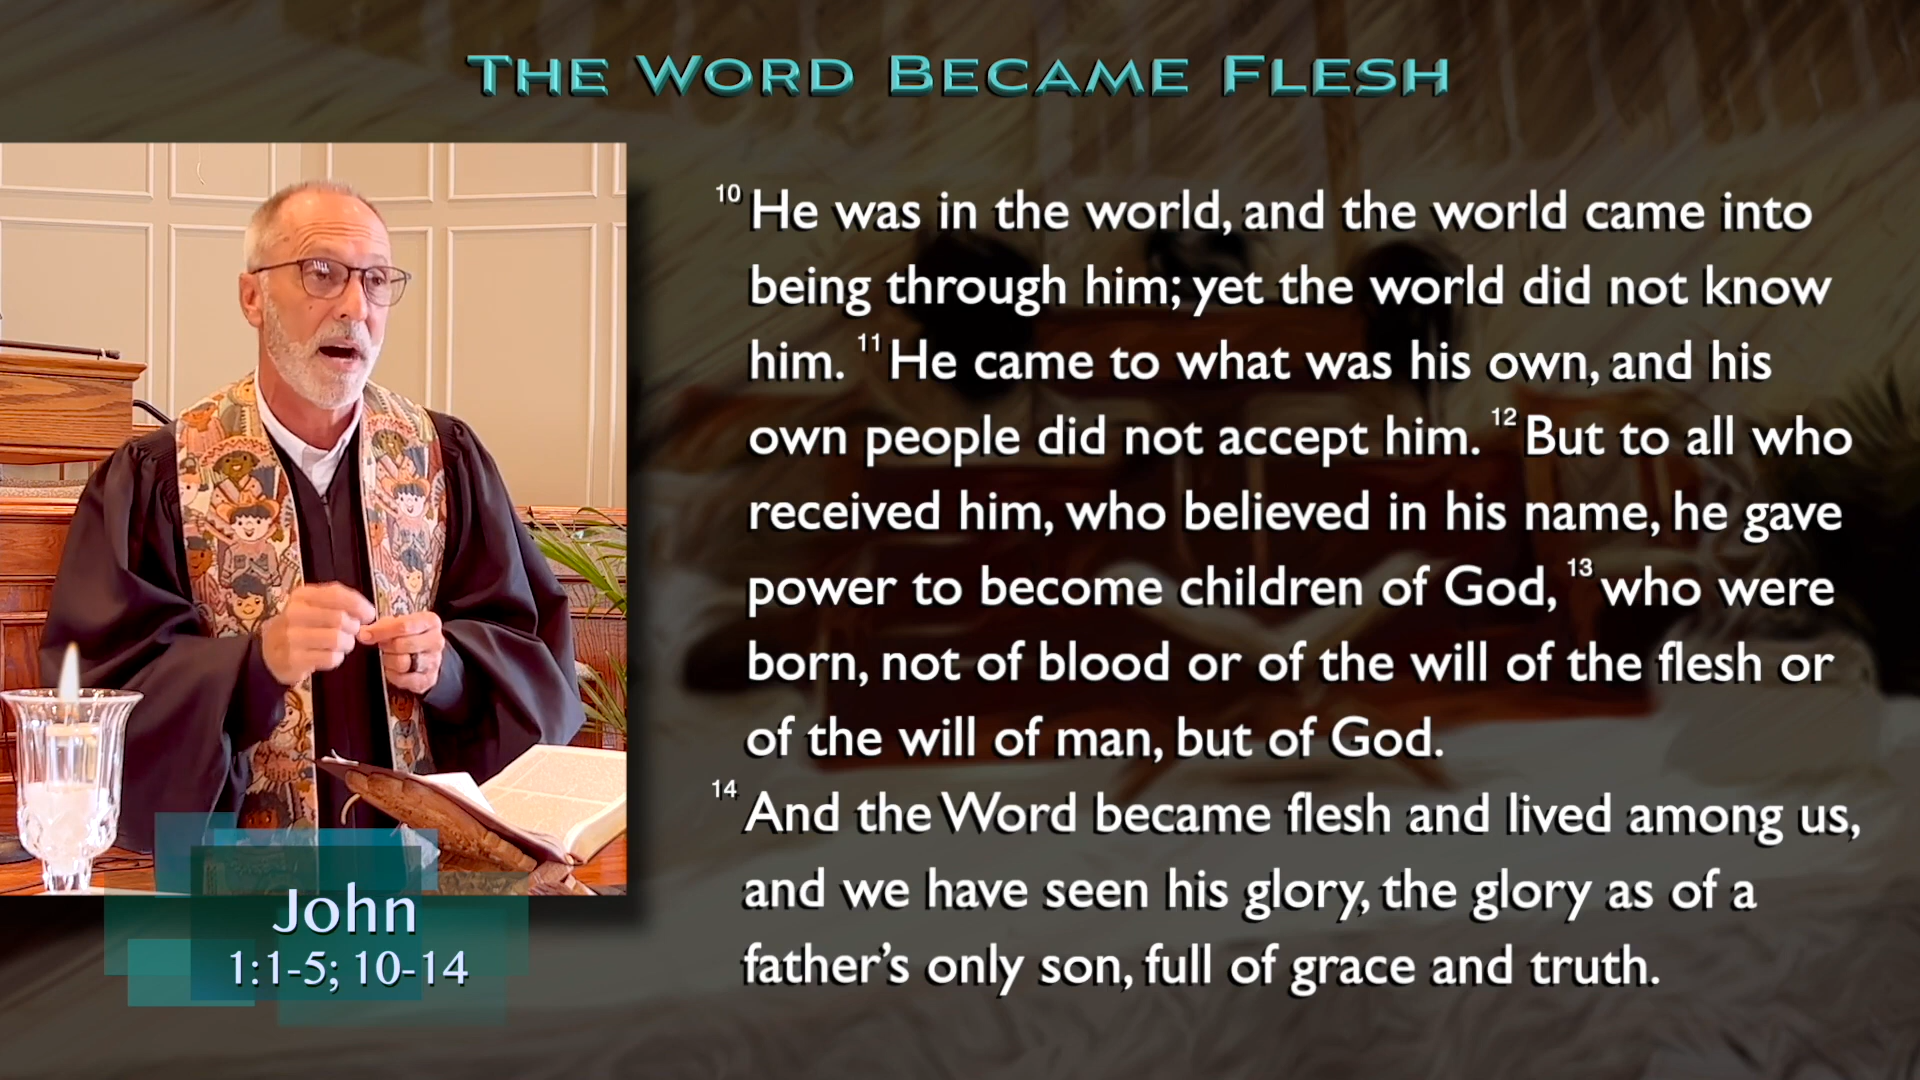 THE WORD BECAME FLESH
10 He was in the world, and the world came into
being through him; yet the world did not know
him. 11 He came to what was his own, and his
own people did not accept him. 12 But to all who
received him, who believed in his name, he gave
power to become children of God, 13 who were
born, not of blood or of the will of the flesh or
of the will of man, but of God.
14 And the Word became flesh and lived among us,
and we have seen his glory, the glory as of a
father’s only son, full of grace and truth.
John
1:1-5; 10-14